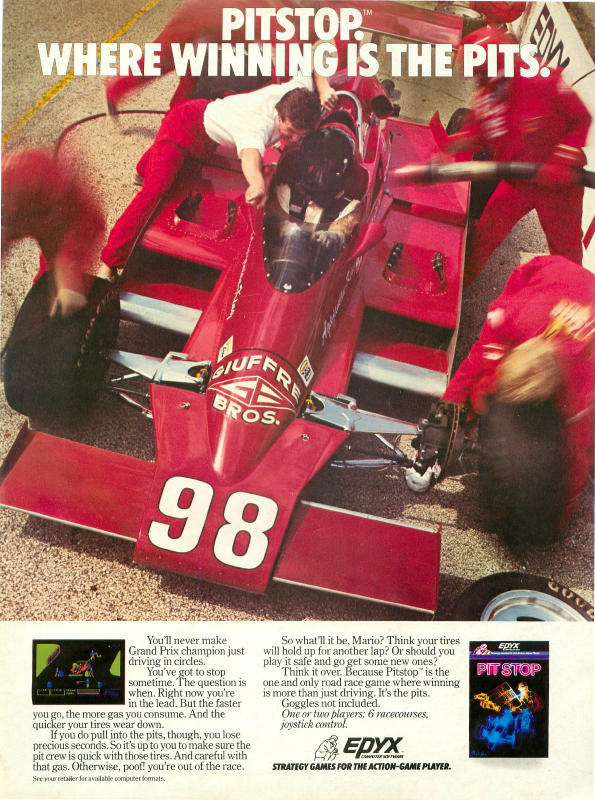 PITSTOP.™
WHERE WINNING IS THE PITS.
GIUFFRE
BROS.
98
You'll never make
Grand Prix champion just
driving in circles.
You've got to stop
sometime. The question is
when. Right now you're
in the lead. But the faster
you go, the more gas you consume. And the
quicker your tires wear down.
If you do pull into the pits, though, you lose
precious seconds. So it's up to you to make sure the
pit crew is quick with those tires. And careful with
that gas. Otherwise, poof! you're out of the race.
See your retailer for available computer formats.
So what'll it be, Mario? Think your tires
will hold up for another lap? Or should you
play it safe and go get some new ones?
Think it over. Because Pitstop™ is the
one and only road race game where winning
is more than just driving. It's the pits.
Goggles not included.
One or two players; 6 racecourses,
joystick control.
EPYX
COMPUTER SOFTWARE
STRATEGY GAMES FOR THE ACTION-GAME PLAYER.
EPYX
PITSTOP